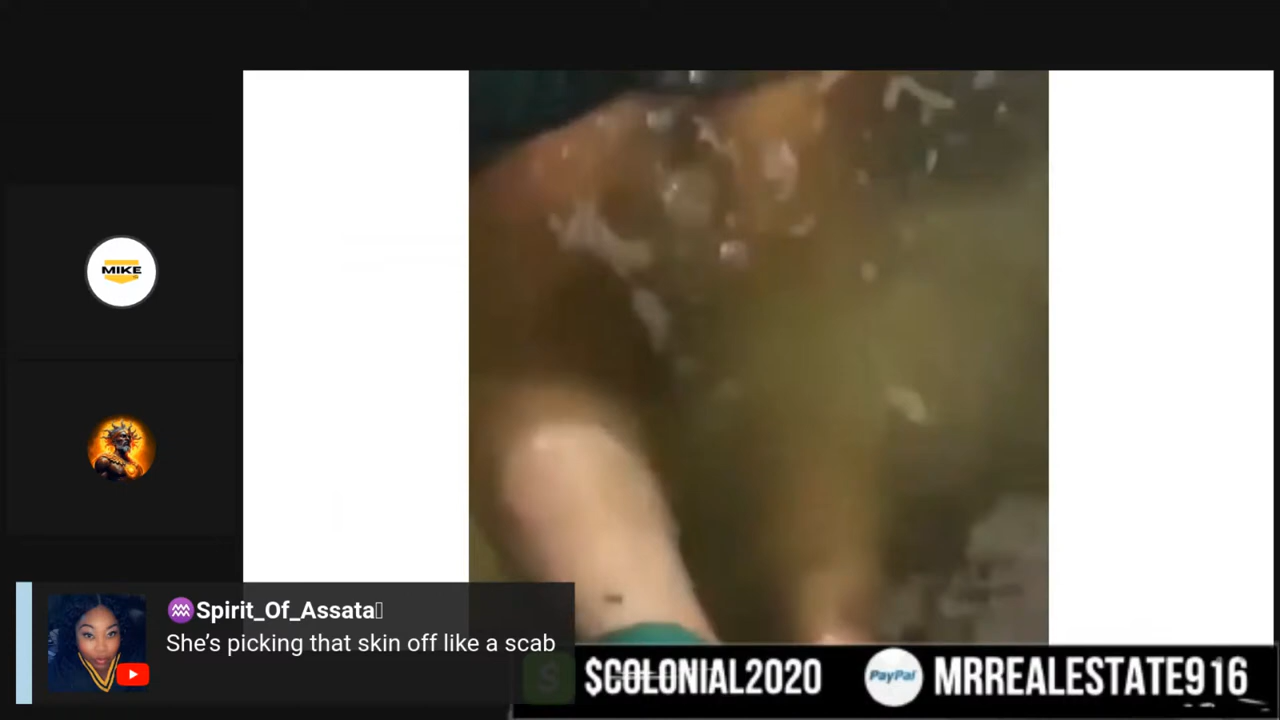 MIKE
♒Spirit_Of_Assata
She’s picking that skin off like a scab
$ $COLONIAL2020 PayPal MRREALESTATE916